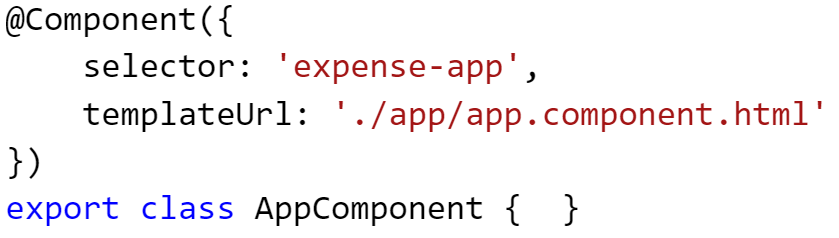 @Component({
    selector: 'expense-app',
    templateUrl: './app/app.component.html'
})
export class AppComponent {  }